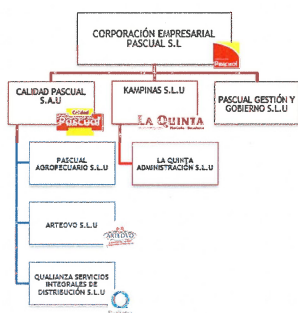 CORPORACIÓN EMPRESARIAL
PASCUAL S.L
Pascual
CALIDAD PASCUAL
S.A.U
Calidad
Pascual
KAMPINAS S.L.U
LA QUINTA
PASCUAL GESTIÓN Y
GOBIERNO S.L.U
PASCUAL
AGROPECUARIO S.L.U
LA QUINTA
ADMINISTRACIÓN S.L.U
ARTEOVO S.L.U
ARTEOVO
QUALIANZA SERVICIOS
INTEGRALES DE
DISTRIBUCIÓN S.L.U